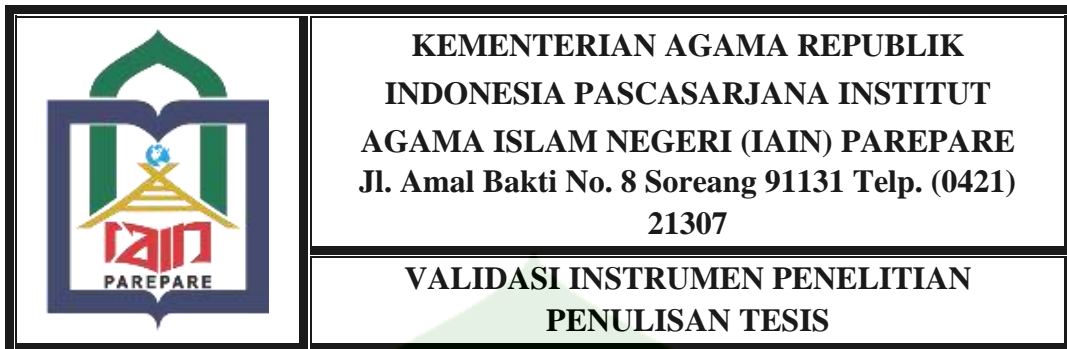 iain
PAREPARE
KEMENTERIAN AGAMA REPUBLIK
INDONESIA PASCASARJANA INSTITUT
AGAMA ISLAM NEGERI (IAIN) PAREPARE
Jl. Amal Bakti No. 8 Soreang 91131 Telp. (0421)
21307
VALIDASI INSTRUMEN PENELITIAN
PENULISAN TESIS